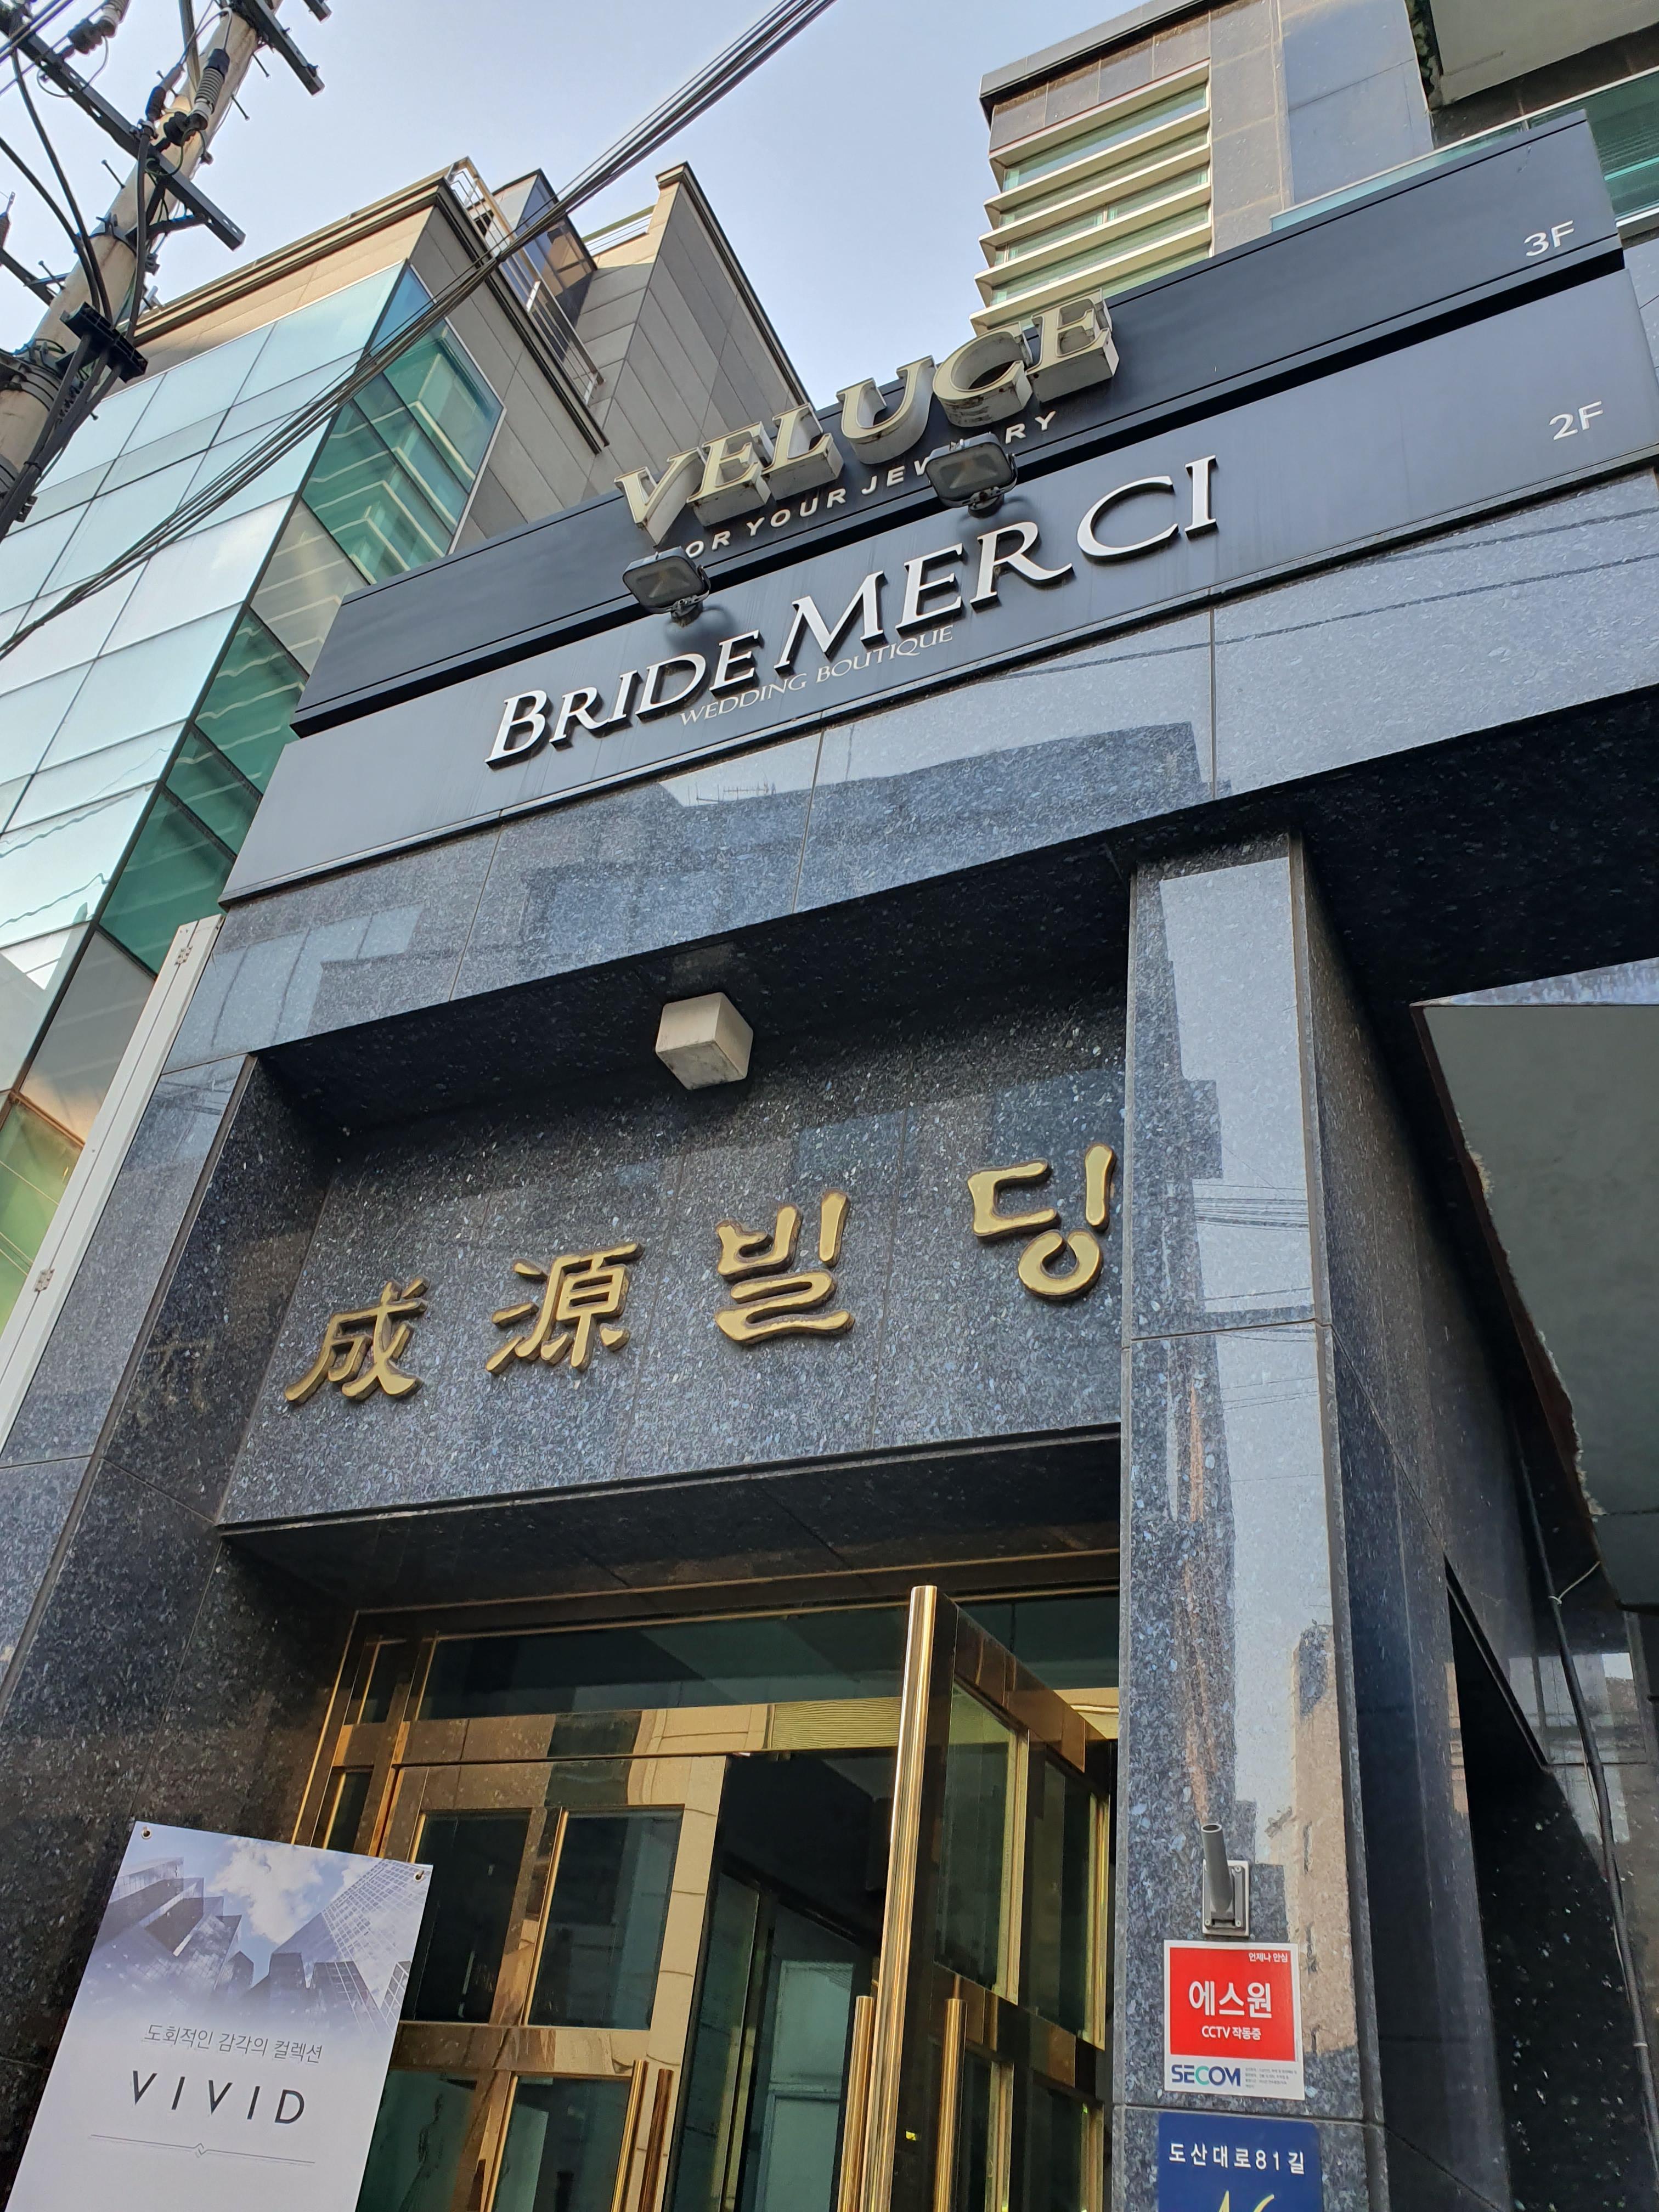 3F
VELUCE
YOUR
2F
BRIDE MERCI
WEDDING BOUTIQUE
成源빌딩
도회적인 감각의 컬렉션
VIVID
언제나 안심
에스원
CCTV 작동중
SECOM
도산대로81길